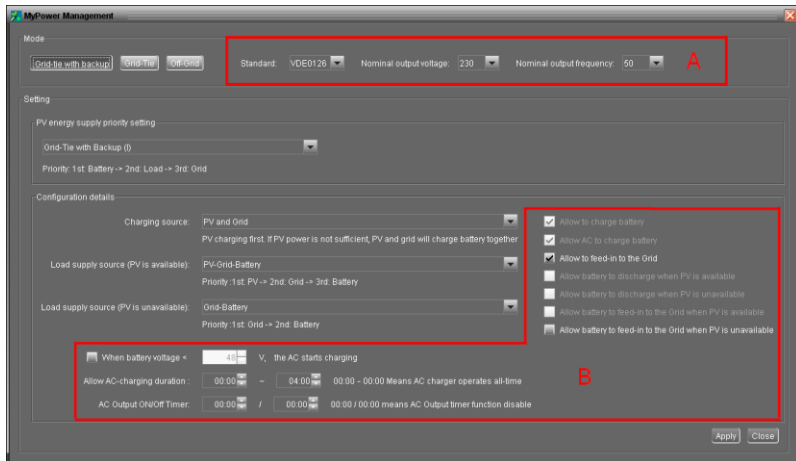 MyPower Management
Mode
Grid-tie with backup Grid-Tie Off-Grid Standard: VDE0126 Nominal output voltage: 230 Nominal output frequency: 50 A
Setting
PV energy supply priority setting
Grid-Tie with Backup (I)
Priority: 1st: Battery -> 2nd: Load -> 3rd: Grid
Configuration details
Charging source: PV and Grid
PV charging first. If PV power is not sufficient, PV and grid will charge battery together
Load supply source (PV is available): PV-Grid-Battery
Priority :1st: PV -> 2nd: Grid -> 3rd: Battery
Load supply source (PV is unavailable): Grid-Battery
Priority :1st: Grid -> 2nd: Battery
Allow to charge battery
Allow AC to charge battery
Allow to feed-in to the Grid
Allow battery to discharge when PV is available
Allow battery to discharge when PV is unavailable
Allow battery to feed-in to the Grid when PV is available
Allow battery to feed-in to the Grid when PV is unavailable
When battery voltage < 48 V, the AC starts charging
Allow AC-charging duration : 00:00 – 04:00 00:00 - 00:00 Means AC charger operates all-time
AC Output ON/Off Timer: 00:00 / 00:00 00:00 / 00:00 means AC Output timer function disable
B
Apply Close